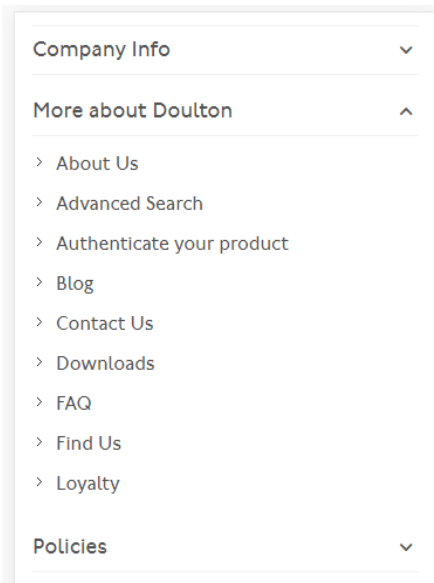 Company Info
More about Doulton
About Us
Advanced Search
Authenticate your product
Blog
Contact Us
Downloads
FAQ
Find Us
Loyalty
Policies